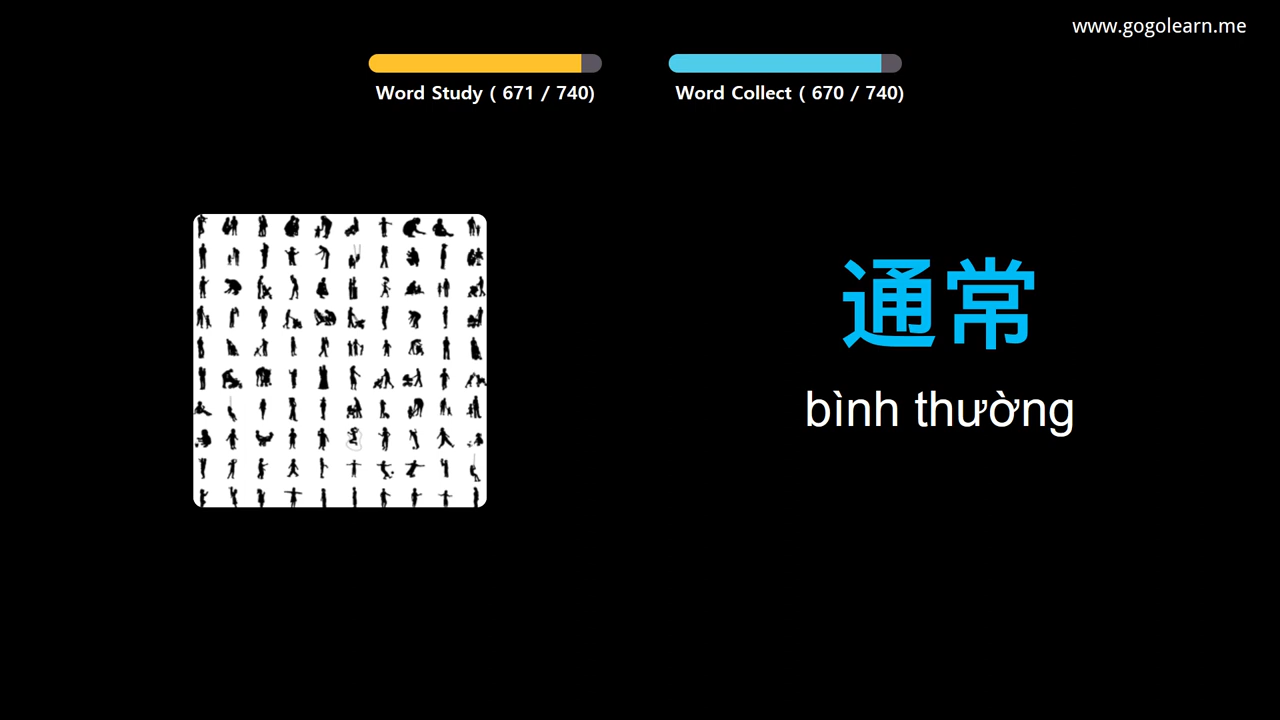 www.gogolearn.me
Word Study ( 671 / 740)
Word Collect ( 670 / 740)
通常
bình thường